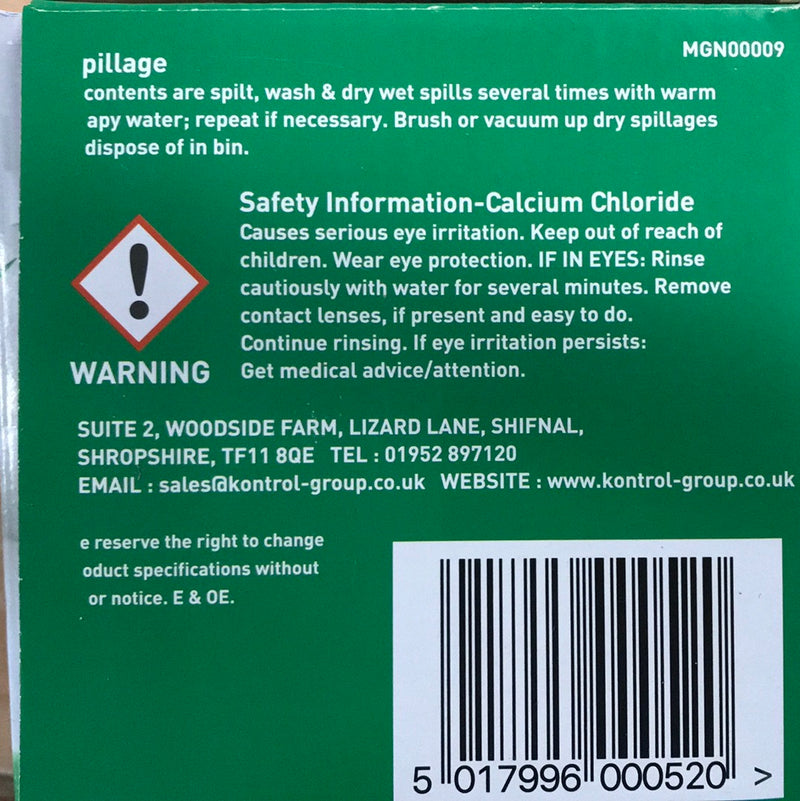 MGN00009
pillage
contents are spilt, wash & dry wet spills several times with warm
apy water; repeat if necessary. Brush or vacuum up dry spillages
dispose of in bin.
Safety Information-Calcium Chloride
Causes serious eye irritation. Keep out of reach of
children. Wear eye protection. IF IN EYES: Rinse
cautiously with water for several minutes. Remove
contact lenses, if present and easy to do.
Continue rinsing. If eye irritation persists:
Get medical advice/attention.
WARNING
SUITE 2, WOODSIDE FARM, LIZARD LANE, SHIFNAL,
SHROPSHIRE, TF11 8QE TEL : 01952 897120
EMAIL : sales@kontrol-group.co.uk WEBSITE : www.kontrol-group.co.uk
e reserve the right to change
oduct specifications without
or notice. E & OE.
5 017996 000520 >